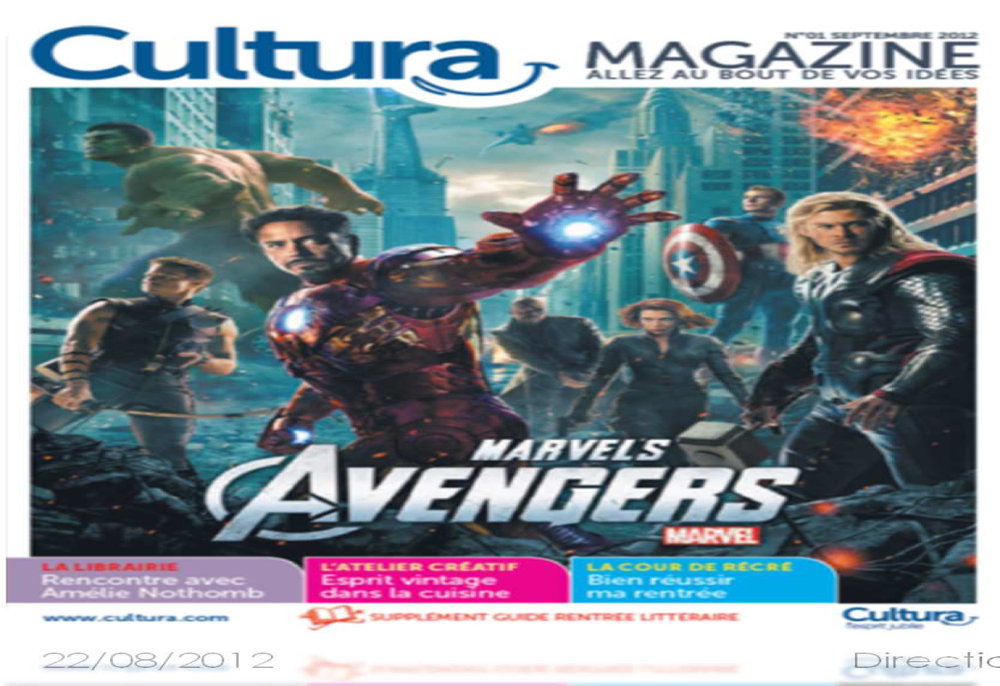 Cultura
N°01 SEPTEMBRE 2012
MAGAZINE
ALLEZ AU BOUT DE VOS IDÉES
MARVEL'S
AVENGERS
MARVEL
LA LIBRAIRIE
Rencontre avec
Amélie Nothomb
L'ATELIER CRÉATIF
Esprit vintage
dans la cuisine
LA COUR DE RÉCRÉ
Bien réussir
ma rentrée
www.cultura.com
SUPPLÉMENT GUIDE RENTRÉE LITTÉRAIRE
Cultura
l'esprit jubile
22/08/2012
Directio